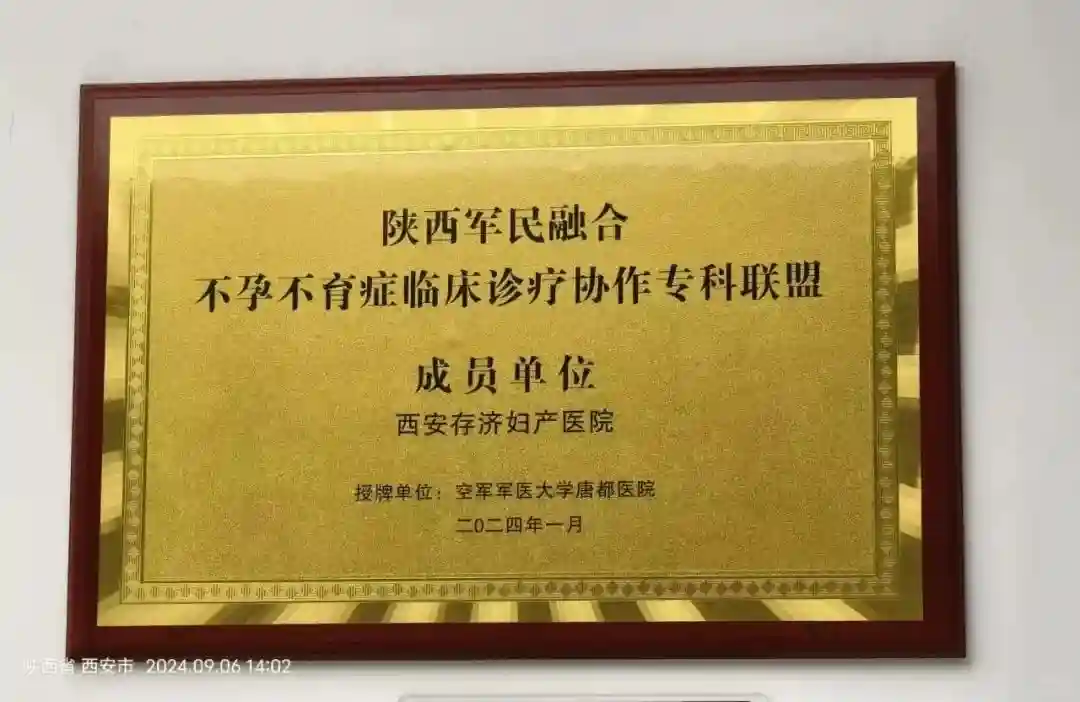 陕西军民融合
不孕不育症临床诊疗协作专科联盟
成员单位
西安存济妇产医院
授牌单位：空军军医大学唐都医院
二0二四年一月
陕西省 西安市 2024.09.06 14:02